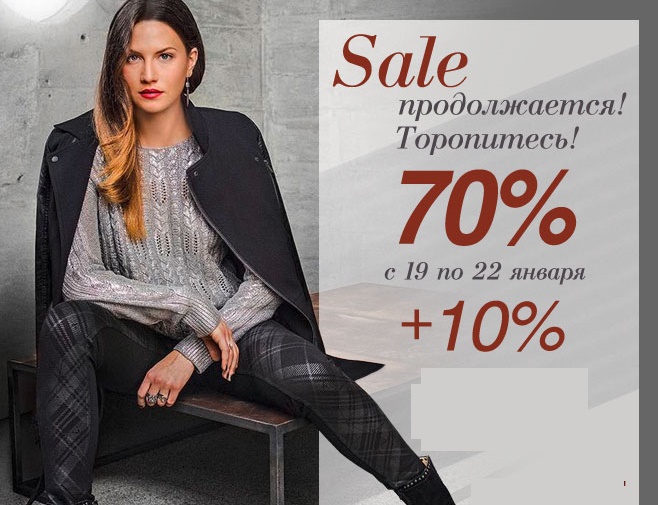 Sale
продолжается!
Торопитесь!
70%
с 19 по 22 января
+10%